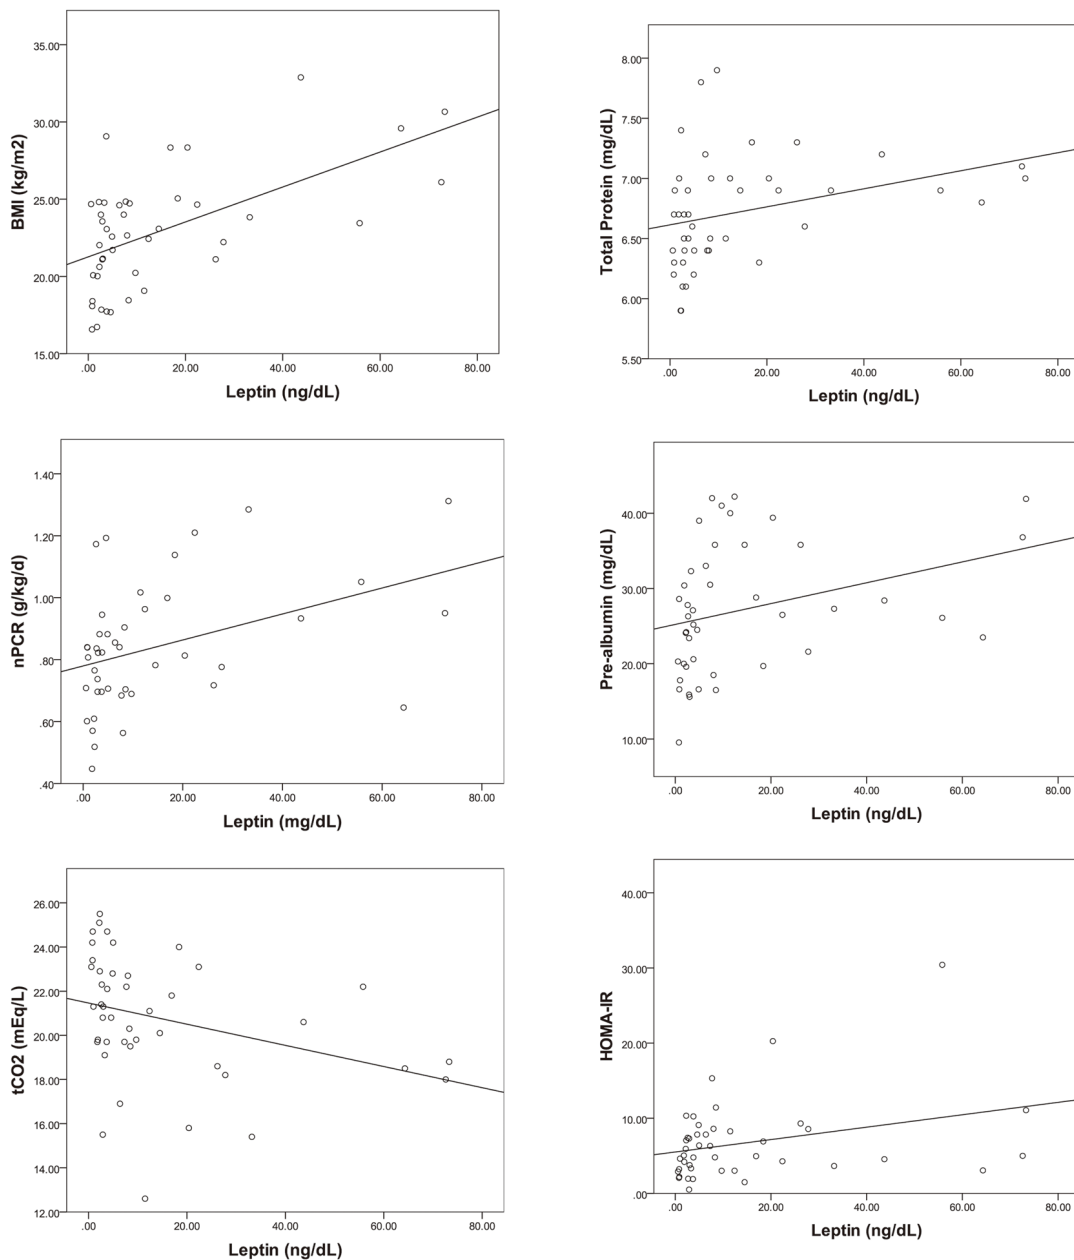 35.00
30.00
25.00
20.00
15.00
BMI (kg/m2)
.00 20.00 40.00 60.00 80.00
Leptin (ng/dL)
8.00
7.50
7.00
6.50
6.00
5.50
Total Protein (mg/dL)
.00 20.00 40.00 60.00 80.00
Leptin (ng/dL)
1.40
1.20
1.00
.80
.60
.40
nPCR (g/kg/d)
.00 20.00 40.00 60.00 80.00
Leptin (mg/dL)
40.00
30.00
20.00
10.00
Pre-albumin (mg/dL)
.00 20.00 40.00 60.00 80.00
Leptin (ng/dL)
26.00
24.00
22.00
20.00
18.00
16.00
14.00
12.00
tCO2 (mEq/L)
.00 20.00 40.00 60.00 80.00
Leptin (ng/dL)
40.00
30.00
20.00
10.00
.00
HOMA-IR
.00 20.00 40.00 60.00 80.00
Leptin (ng/dL)